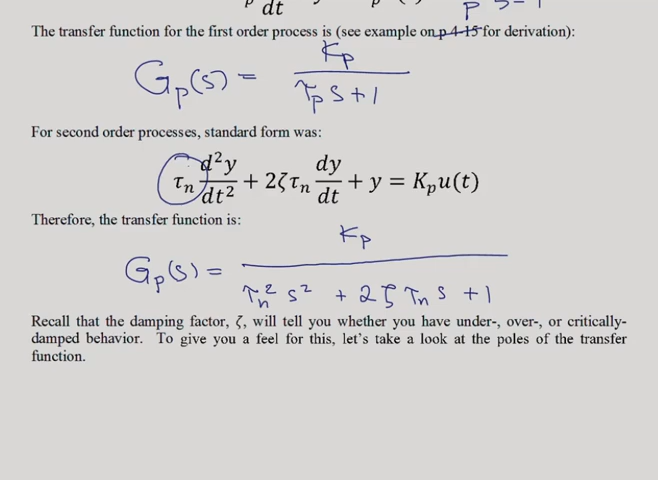 dt
The transfer function for the first order process is (see example on p 4-15 for derivation):
Gp(s) = Kp / τp s + 1
For second order processes, standard form was:
τn d²y/dt² + 2ζτn dy/dt + y = Kpu(t)
Therefore, the transfer function is:
Gp(s) = Kp / τn² s² + 2ζ τn s + 1
Recall that the damping factor, ζ, will tell you whether you have under-, over-, or critically-
damped behavior. To give you a feel for this, let's take a look at the poles of the transfer
function.